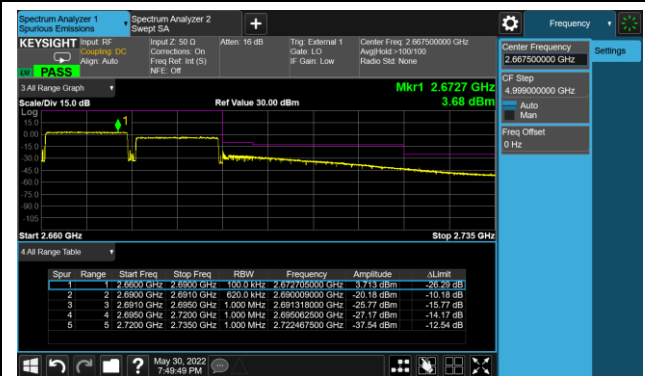 Spectrum Analyzer 1
Spurious Emissions
Spectrum Analyzer 2
Swept SA
Frequency
KEYSIGHT
Input: RF
Coupling: DC
Align: Auto
LXI
PASS
Input Z: 50 Ω
Corrections: On
Freq Ref: Int (S)
NFE: Off
Atten: 16 dB
Trig: External 1
Gate: LO
IF Gain: Low
Center Freq: 2.667500000 GHz
Avg|Hold:>100/100
Radio Std: None
Center Frequency
2.667500000 GHz
Settings
CF Step
4.999000000 GHz
Auto
Man
Freq Offset
0 Hz
3 All Range Graph
Mkr1 2.6727 GHz
Scale/Div 15.0 dB
Ref Value 30.00 dBm
3.68 dBm
Log
15.0
0.00
-15.0
-30.0
-45.0
-60.0
-75.0
-90.0
-105
1
Start 2.660 GHz
Stop 2.735 GHz
4 All Range Table
Spur Range Start Freq Stop Freq RBW Frequency Amplitude ΔLimit
1 1 2.6600 GHz 2.6900 GHz 100.0 kHz 2.672705000 GHz 3.713 dBm -26.29 dB
2 2 2.6900 GHz 2.6910 GHz 620.0 kHz 2.690009000 GHz -20.18 dBm -10.18 dB
3 3 2.6910 GHz 2.6950 GHz 1.000 MHz 2.691318000 GHz -25.77 dBm -15.77 dB
4 4 2.6950 GHz 2.7200 GHz 1.000 MHz 2.695062500 GHz -27.17 dBm -14.17 dB
5 5 2.7200 GHz 2.7350 GHz 1.000 MHz 2.722467500 GHz -37.54 dBm -12.54 dB
May 30, 2022
7:49:49 PM